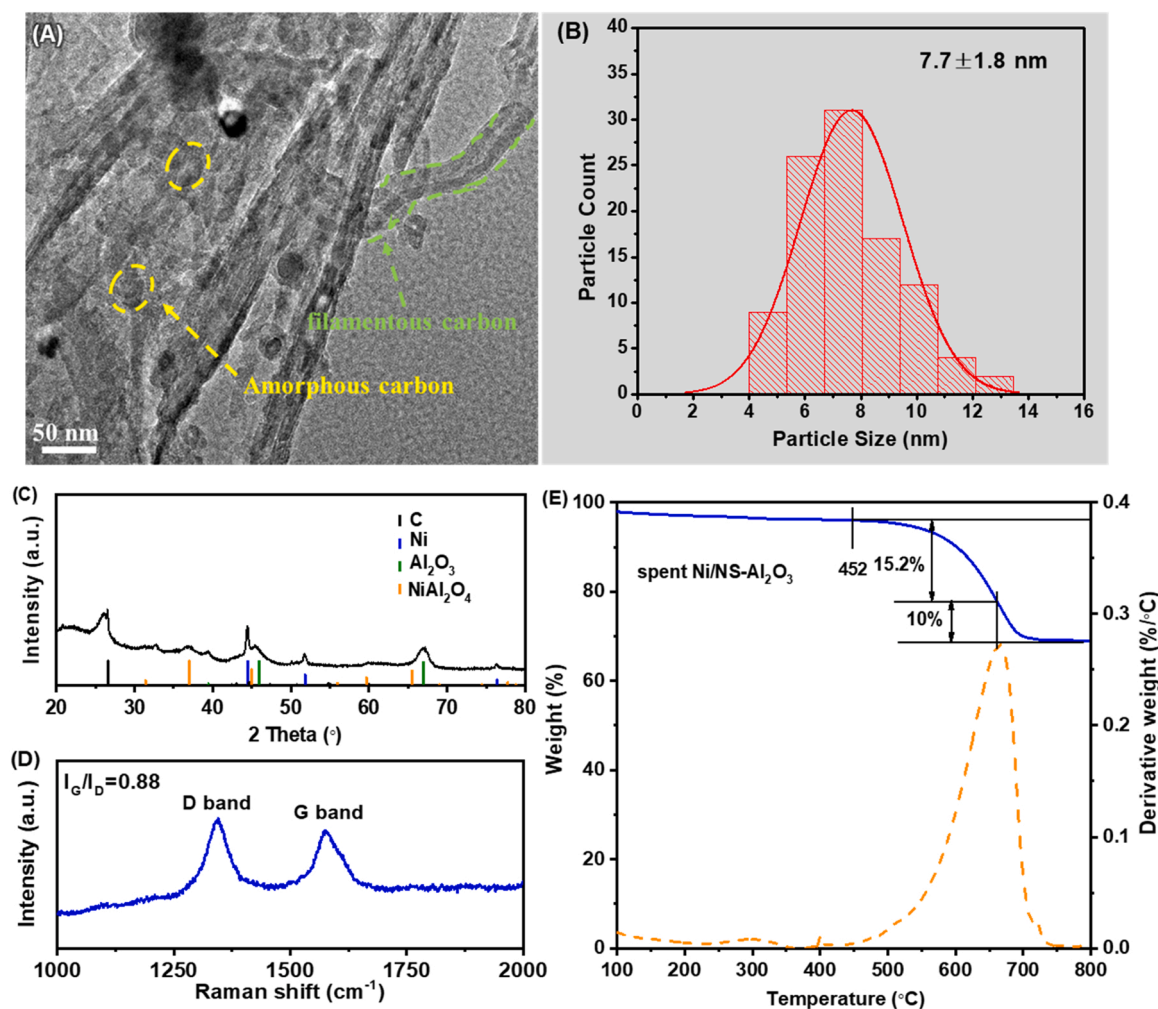 (A)
filamentous carbon
Amorphous carbon
50 nm
(B)
7.7±1.8 nm
40
35
30
25
20
15
10
5
0
Particle Count
0 2 4 6 8 10 12 14 16
Particle Size (nm)
(C)
C
Ni
Al₂O₃
NiAl₂O₄
Intensity (a.u.)
20 30 40 50 60 70 80
2 Theta (°)
(D)
I_G/I_D=0.88
D band
G band
Intensity (a.u.)
1000 1250 1500 1750 2000
Raman shift (cm⁻¹)
(E)
100
80
60
40
20
0
Weight (%)
spent Ni/NS-Al₂O₃
452
15.2%
10%
0.4
0.3
0.2
0.1
0.0
Derivative weight (%/°C)
100 200 300 400 500 600 700 800
Temperature (°C)